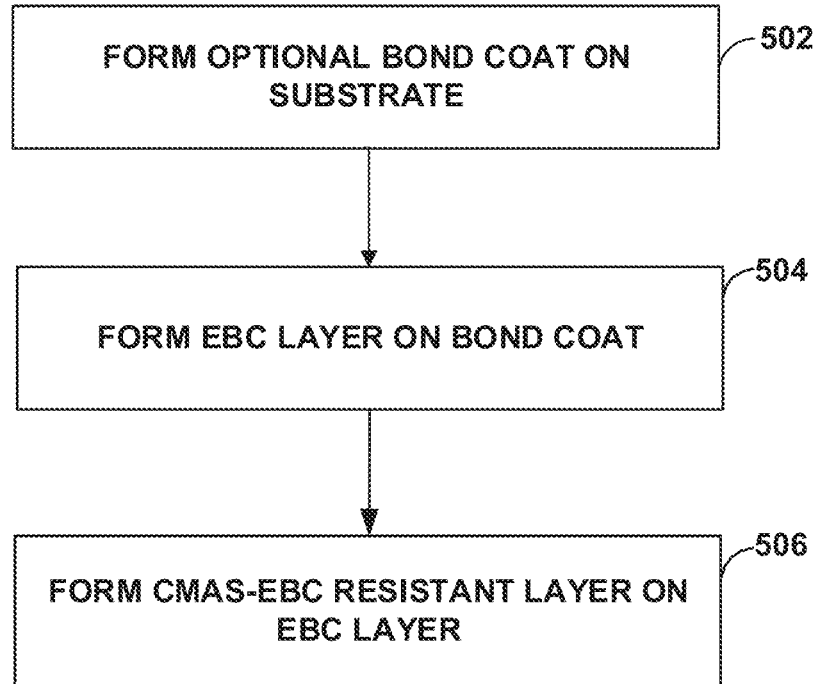 FORM OPTIONAL BOND COAT ON
SUBSTRATE
502
FORM EBC LAYER ON BOND COAT
504
FORM CMAS-EBC RESISTANT LAYER ON
EBC LAYER
506